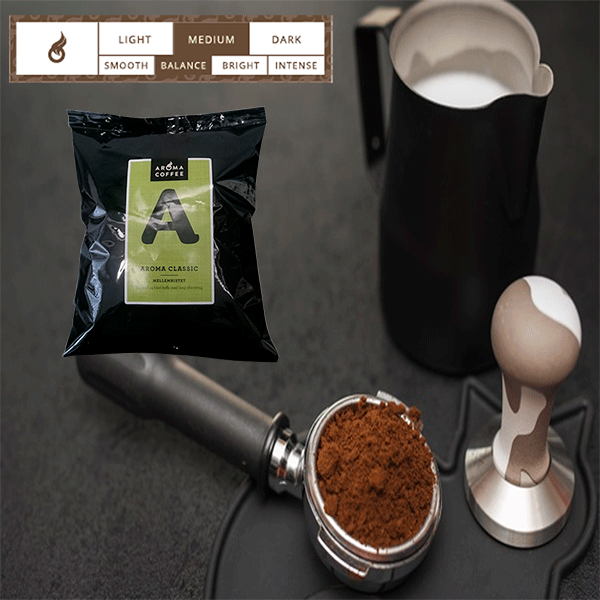 LIGHT MEDIUM DARK
SMOOTH BALANCE BRIGHT INTENSE
AROMA
COFFEE
A
AROMA CLASSIC
MELLEMRISTET